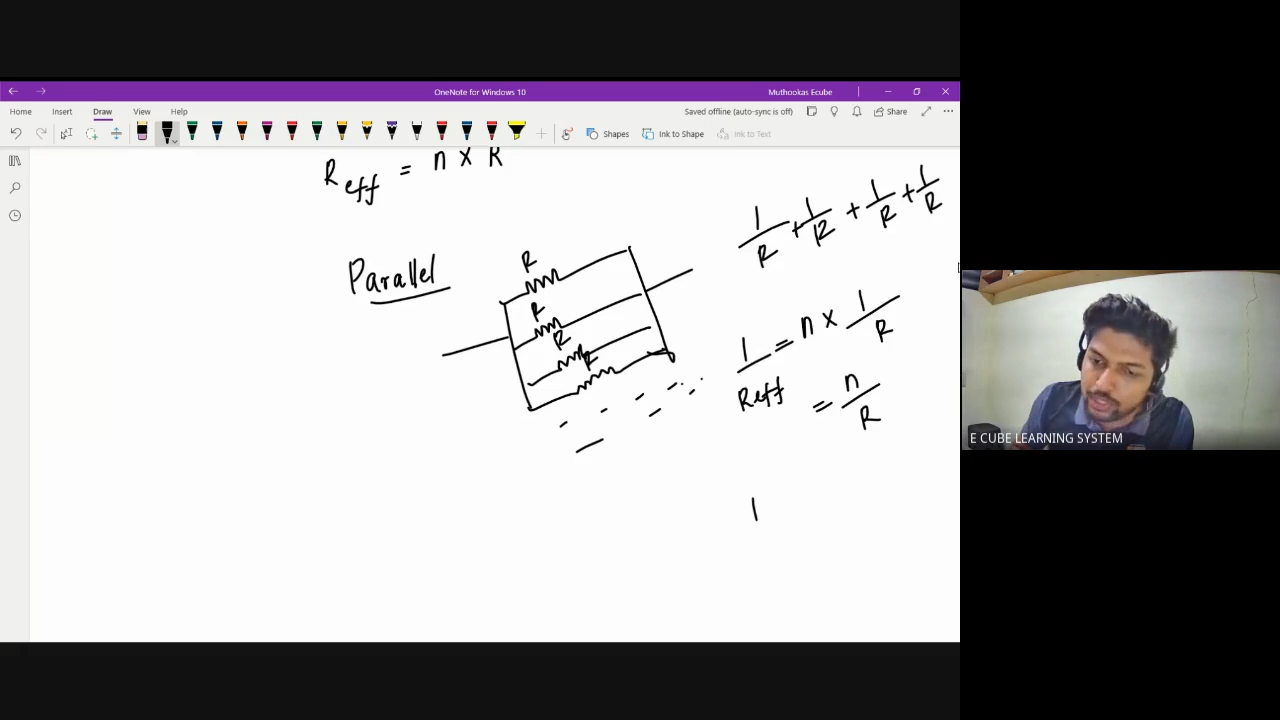 OneNote for Windows 10
Muthookas Ecube
Home Insert Draw View Help
Saved offline (auto-sync is off)
Share
Shapes
Ink to Shape
Ink to Text
Reff = n x R
1/R + 1/R + 1/R + 1/R
Parallel
R
R
R
R
1/Reff = n x 1/R
= n/R
1
E CUBE LEARNING SYSTEM